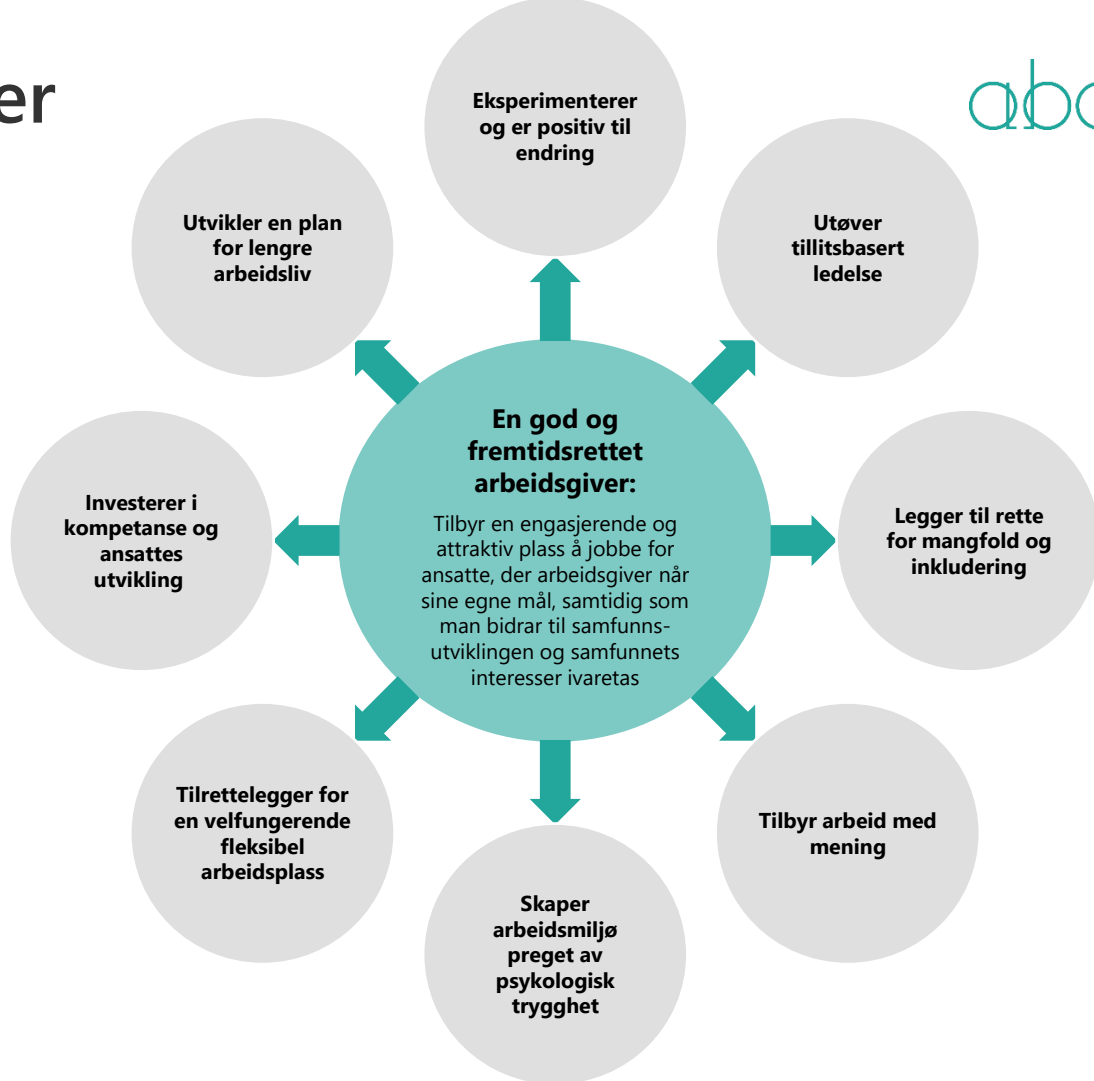 er
abc
Eksperimenterer
og er positiv til
endring
Utøver
tillitsbasert
ledelse
Legger til rette
for mangfold og
inkludering
Tilbyr arbeid med
mening
Skaper
arbeidsmiljø
preget av
psykologisk
trygghet
Tilrettelegger for
en velfungerende
fleksibel
arbeidsplass
Investerer i
kompetanse og
ansattes
utvikling
Utvikler en plan
for lengre
arbeidsliv
En god og
fremtidsrettet
arbeidsgiver:
Tilbyr en engasjerende og
attraktiv plass å jobbe for
ansatte, der arbeidsgiver når
sine egne mål, samtidig som
man bidrar til samfunns-
utviklingen og samfunnets
interesser ivaretas